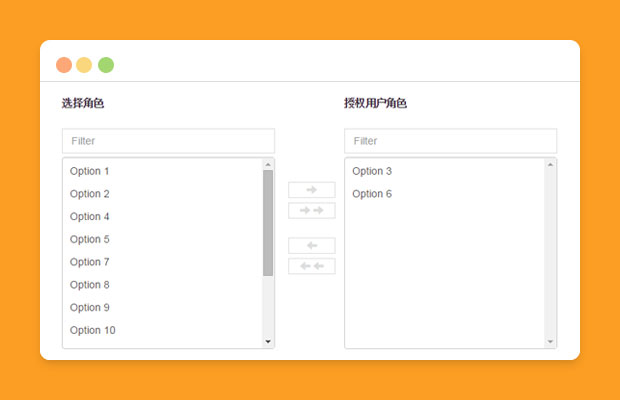 选择角色
Filter
Option 1
Option 2
Option 4
Option 5
Option 7
Option 8
Option 9
Option 10
授权用户角色
Filter
Option 3
Option 6